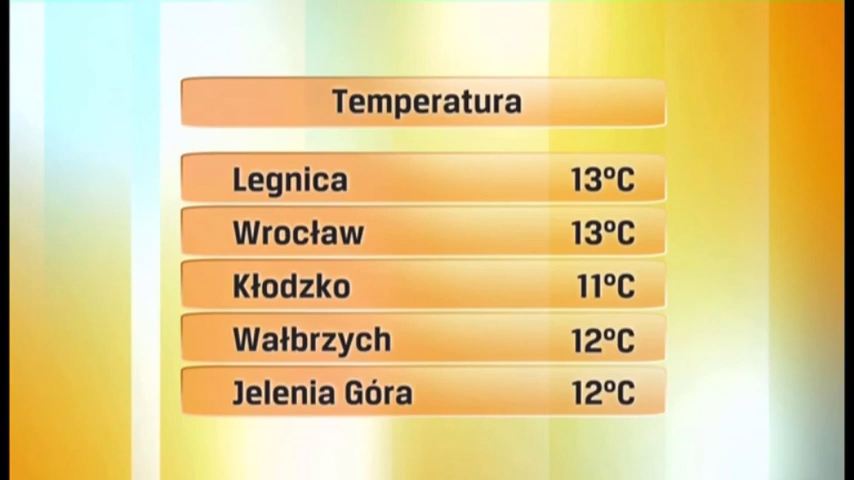 Temperatura
Legnica 13°C
Wrocław 13°C
Kłodzko 11°C
Wałbrzych 12°C
Jelenia Góra 12°C